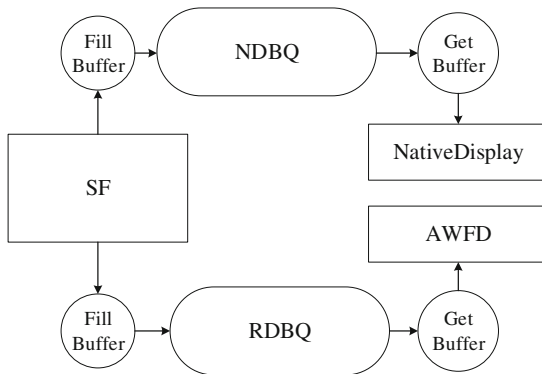 Fill
Buffer
NDBQ
Get
Buffer
SF
NativeDisplay
AWFD
Fill
Buffer
RDBQ
Get
Buffer